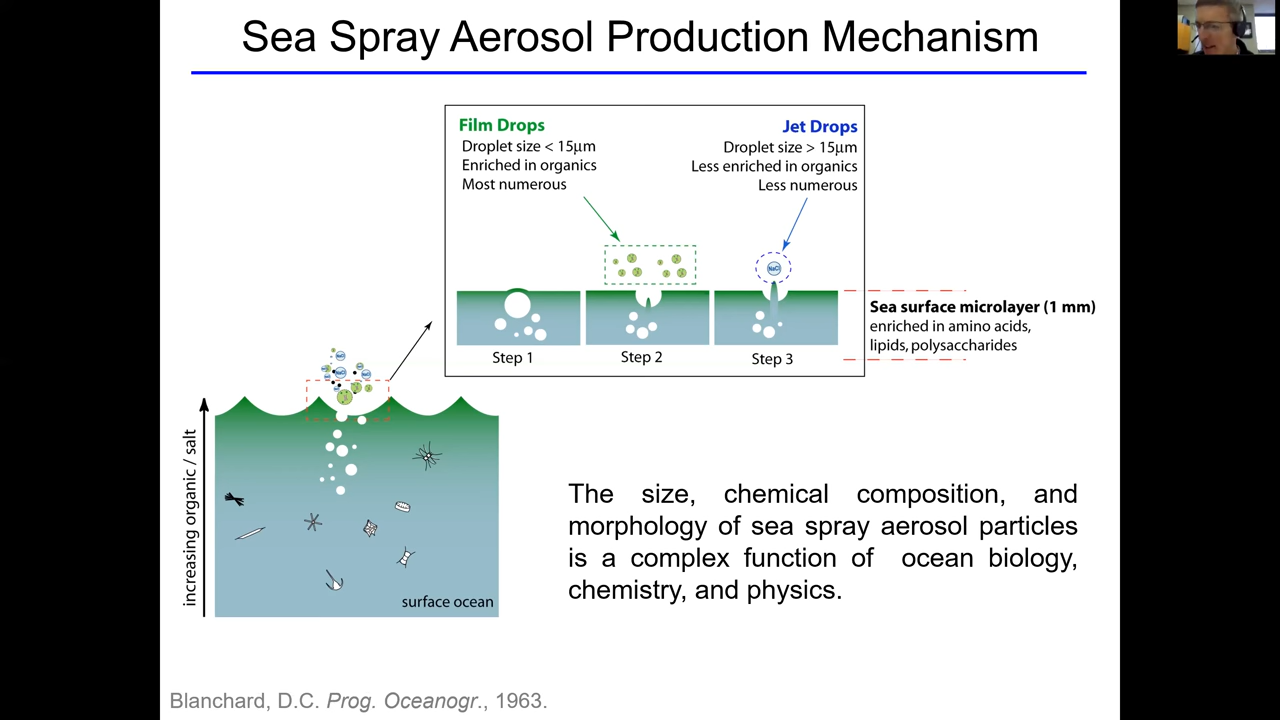 Sea Spray Aerosol Production Mechanism
Film Drops
Droplet size < 15μm
Enriched in organics
Most numerous
Jet Drops
Droplet size > 15μm
Less enriched in organics
Less numerous
NaCl
Step 1
Step 2
Step 3
Sea surface microlayer (1 mm)
enriched in amino acids,
lipids, polysaccharides
NaCl
NaCl
increasing organic / salt
surface ocean
The size, chemical composition, and
morphology of sea spray aerosol particles
is a complex function of ocean biology,
chemistry, and physics.
Blanchard, D.C. Prog. Oceanogr., 1963.